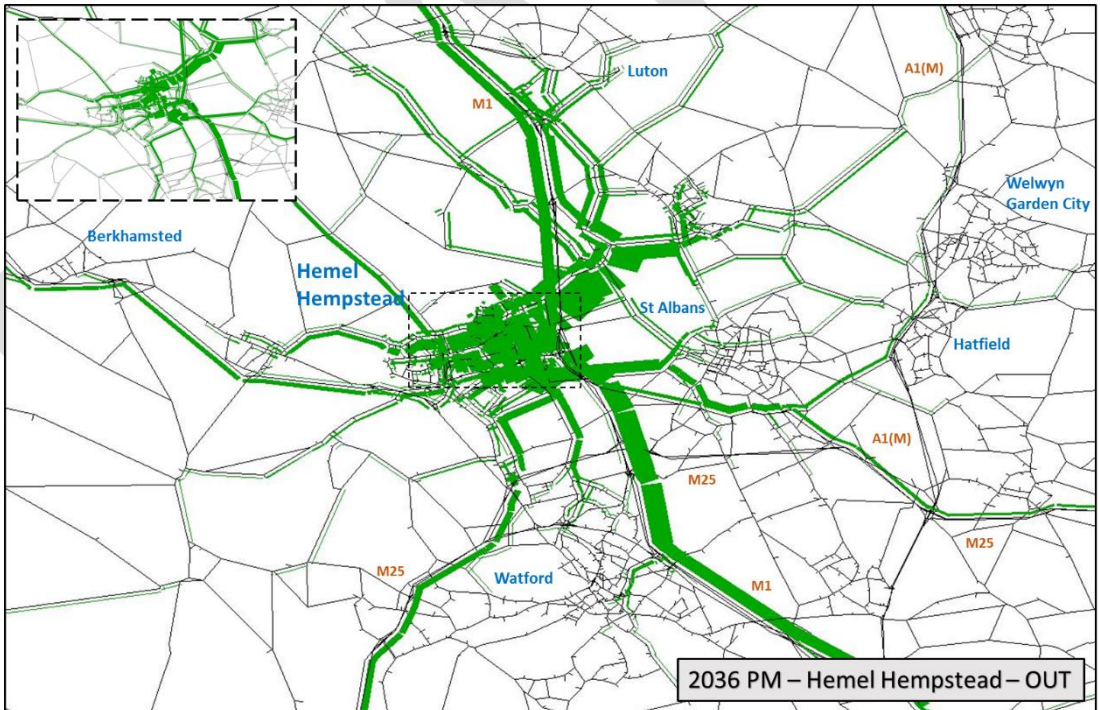 Luton
A1(M)
M1
Welwyn
Garden City
Berkhamsted
Hemel
Hempstead
St Albans
Hatfield
A1(M)
M25
M25
M25
Watford
M1
2036 PM – Hemel Hempstead – OUT